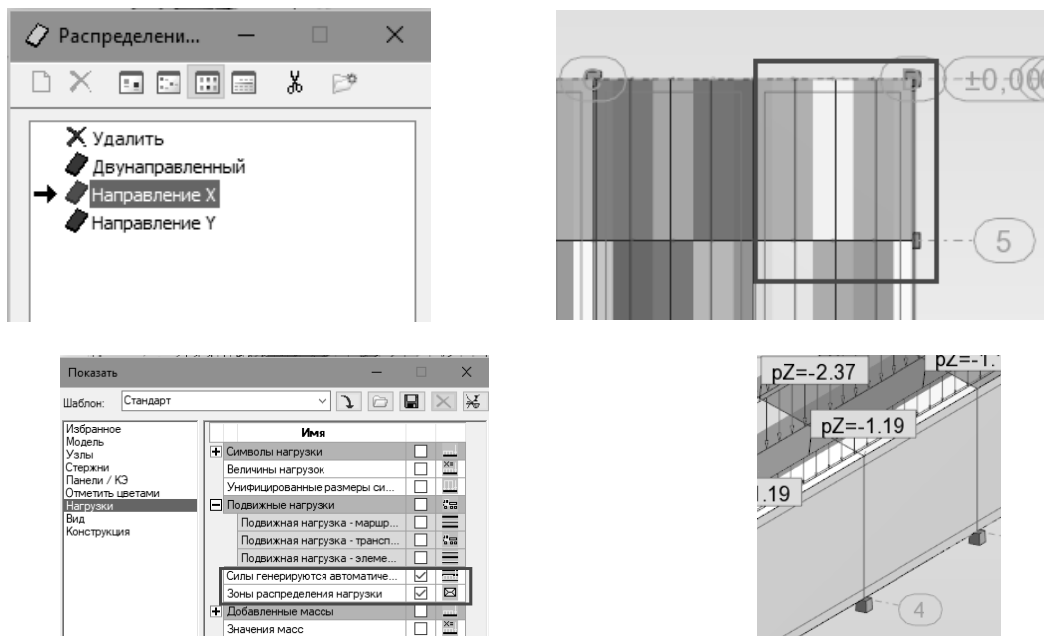 Распределени...
Удалить
Двунаправленный
Направление X
Направление Y
5
Показать
Шаблон:
Стандарт
Избранное
Модель
Узлы
Стержни
Панели / КЭ
Отметить цветами
Нагрузки
Вид
Конструкция
Имя
Символы нагрузки
Величины нагрузок
Унифицированные размеры си...
Подвижные нагрузки
Подвижная нагрузка - маршр...
Подвижная нагрузка - трансп...
Подвижная нагрузка - элеме...
Силы генерируются автоматиче...
Зоны распределения нагрузки
Добавленные массы
Значения масс
pZ=-2.37
pZ=-1.
pZ=-1.19
1.19
4